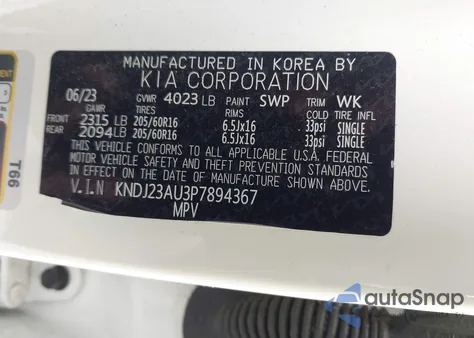 MANUFACTURED IN KOREA BY
KIA CORPORATION
06/23 GVWR 4023 LB PAINT SWP TRIM WK
GAWR RIMS COLD TIRE INFL
FRONT 2315 LB 205/60R16 6.5Jx16 33psi SINGLE
REAR 2094LB 205/60R16 6.5Jx16 33psi SINGLE
THIS VEHICLE CONFORMS TO ALL APPLICABLE U.S.A. FEDERAL
MOTOR VEHICLE SAFETY AND THEFT PREVENTION STANDARDS
IN EFFECT ON THE DATE OF MANUFACTURE SHOWN ABOVE.
V.I.N KNDJ23AU3P7894367
MPV
T66
autoSnap